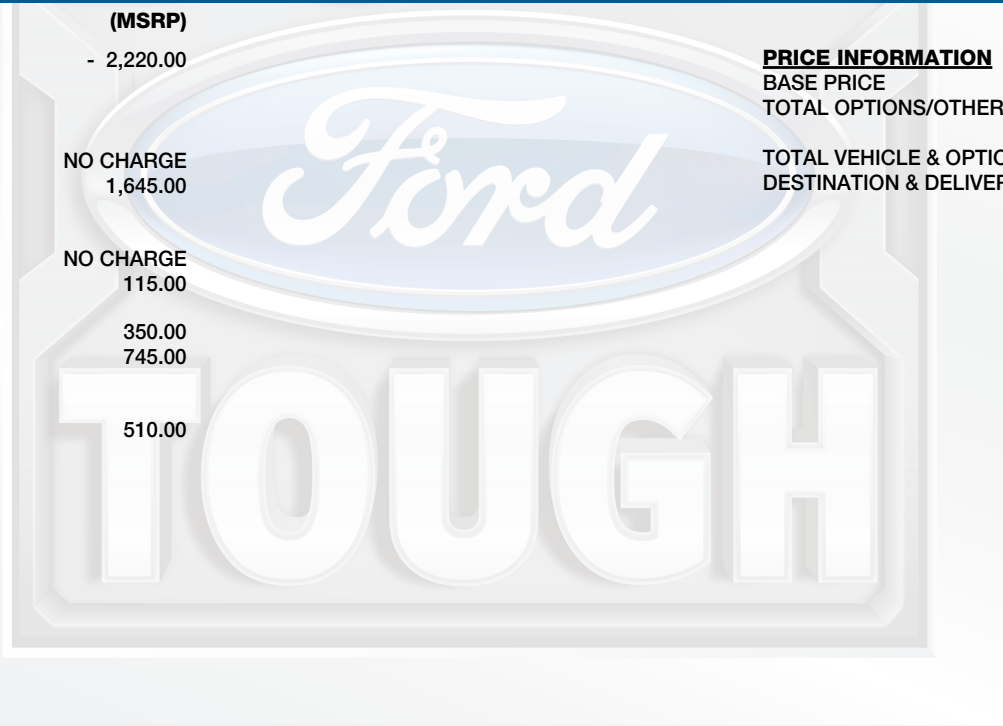 (MSRP)
- 2,220.00
NO CHARGE
1,645.00
NO CHARGE
115.00
350.00
745.00
510.00
PRICE INFORMATION
BASE PRICE
TOTAL OPTIONS/OTHER
TOTAL VEHICLE & OPTIO
DESTINATION & DELIVER
Ford
TOUGH